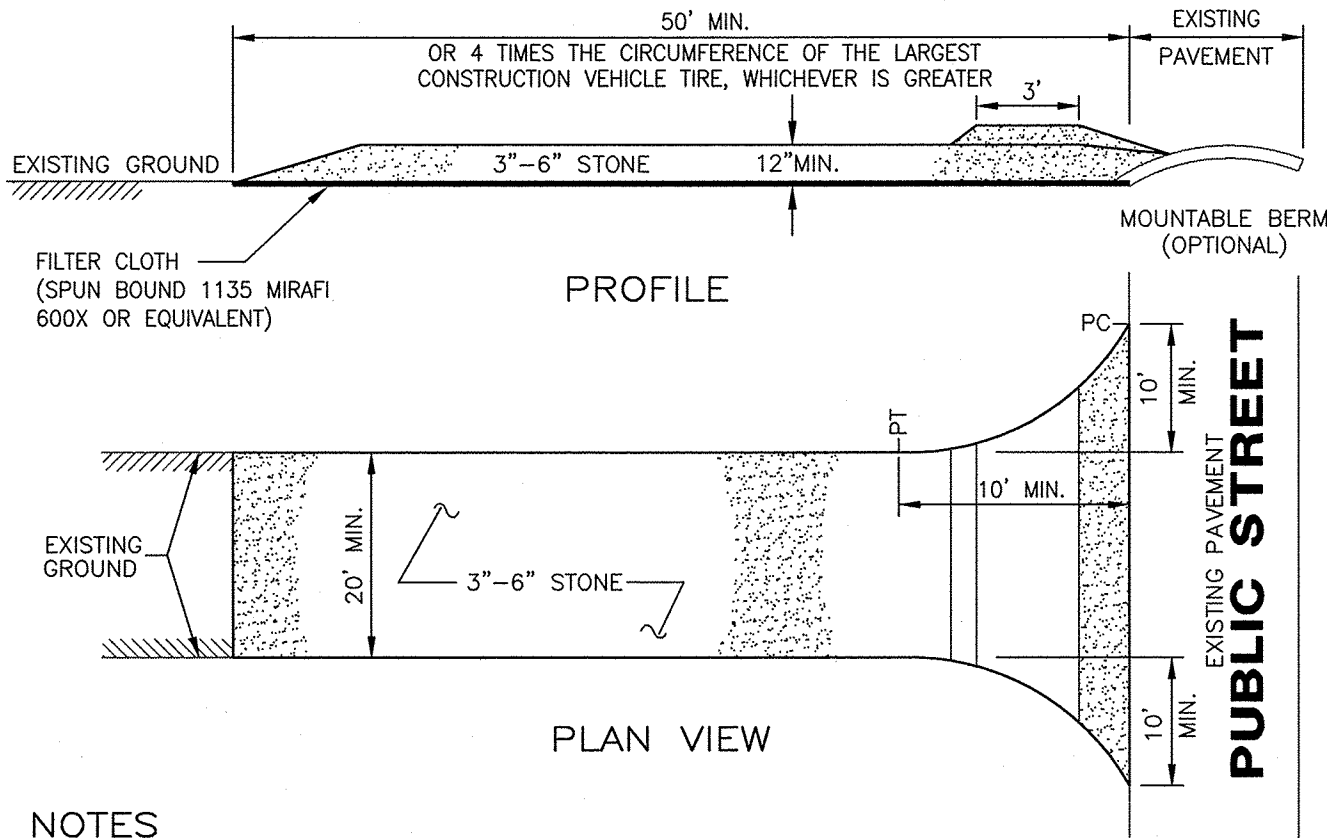 50' MIN.
OR 4 TIMES THE CIRCUMFERENCE OF THE LARGEST
CONSTRUCTION VEHICLE TIRE, WHICHEVER IS GREATER
EXISTING
PAVEMENT
3'
EXISTING GROUND
3"-6" STONE
12"MIN.
MOUNTABLE BERM
(OPTIONAL)
FILTER CLOTH
(SPUN BOUND 1135 MIRAFI
600X OR EQUIVALENT)
PROFILE
PC
10'
MIN.
PT
10' MIN.
EXISTING
GROUND
20' MIN.
3"-6" STONE
EXISTING PAVEMENT
PUBLIC STREET
10'
MIN.
PLAN VIEW
NOTES